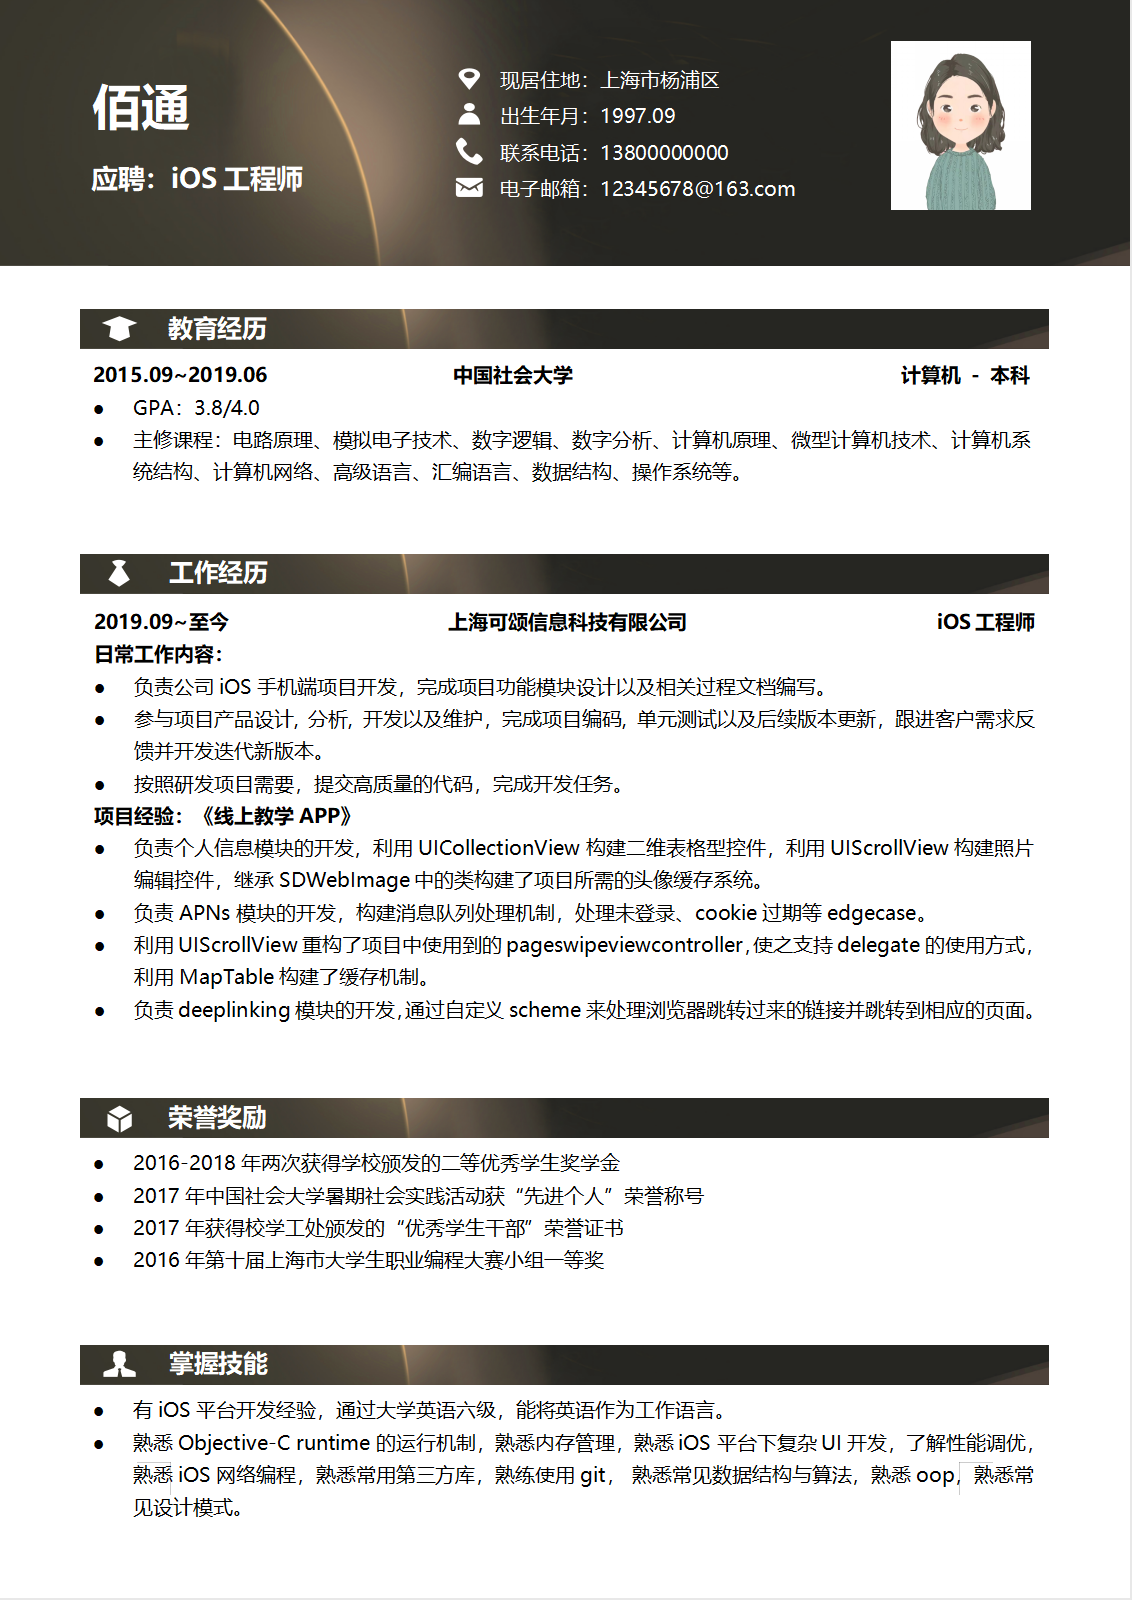 佰通
应聘：iOS 工程师
现居住地：上海市杨浦区
出生年月：1997.09
联系电话：13800000000
电子邮箱：12345678@163.com
教育经历
2015.09~2019.06 中国社会大学 计算机 - 本科
● GPA：3.8/4.0
● 主修课程：电路原理、模拟电子技术、数字逻辑、数字分析、计算机原理、微型计算机技术、计算机系
统结构、计算机网络、高级语言、汇编语言、数据结构、操作系统等。
工作经历
2019.09~至今 上海可颂信息科技有限公司 iOS 工程师
日常工作内容：
● 负责公司 iOS 手机端项目开发，完成项目功能模块设计以及相关过程文档编写。
● 参与项目产品设计, 分析, 开发以及维护，完成项目编码, 单元测试以及后续版本更新，跟进客户需求反
馈并开发迭代新版本。
● 按照研发项目需要，提交高质量的代码，完成开发任务。
项目经验：《线上教学 APP》
● 负责个人信息模块的开发，利用 UICollectionView 构建二维表格型控件，利用 UIScrollView 构建照片
编辑控件，继承 SDWebImage 中的类构建了项目所需的头像缓存系统。
● 负责 APNs 模块的开发，构建消息队列处理机制，处理未登录、cookie 过期等 edgecase。
● 利用 UIScrollView 重构了项目中使用到的 pageswipeviewcontroller，使之支持 delegate 的使用方式，
利用 MapTable 构建了缓存机制。
● 负责 deeplinking 模块的开发，通过自定义 scheme 来处理浏览器跳转过来的链接并跳转到相应的页面。
荣誉奖励
● 2016-2018 年两次获得学校颁发的二等优秀学生奖学金
● 2017 年中国社会大学暑期社会实践活动获“先进个人”荣誉称号
● 2017 年获得校学工处颁发的“优秀学生干部”荣誉证书
● 2016 年第十届上海市大学生职业编程大赛小组一等奖
掌握技能
● 有 iOS 平台开发经验，通过大学英语六级，能将英语作为工作语言。
● 熟悉 Objective-C runtime 的运行机制，熟悉内存管理，熟悉 iOS 平台下复杂 UI 开发，了解性能调优，
熟悉 iOS 网络编程，熟悉常用第三方库，熟练使用 git， 熟悉常见数据结构与算法，熟悉 oop，熟悉常
见设计模式。